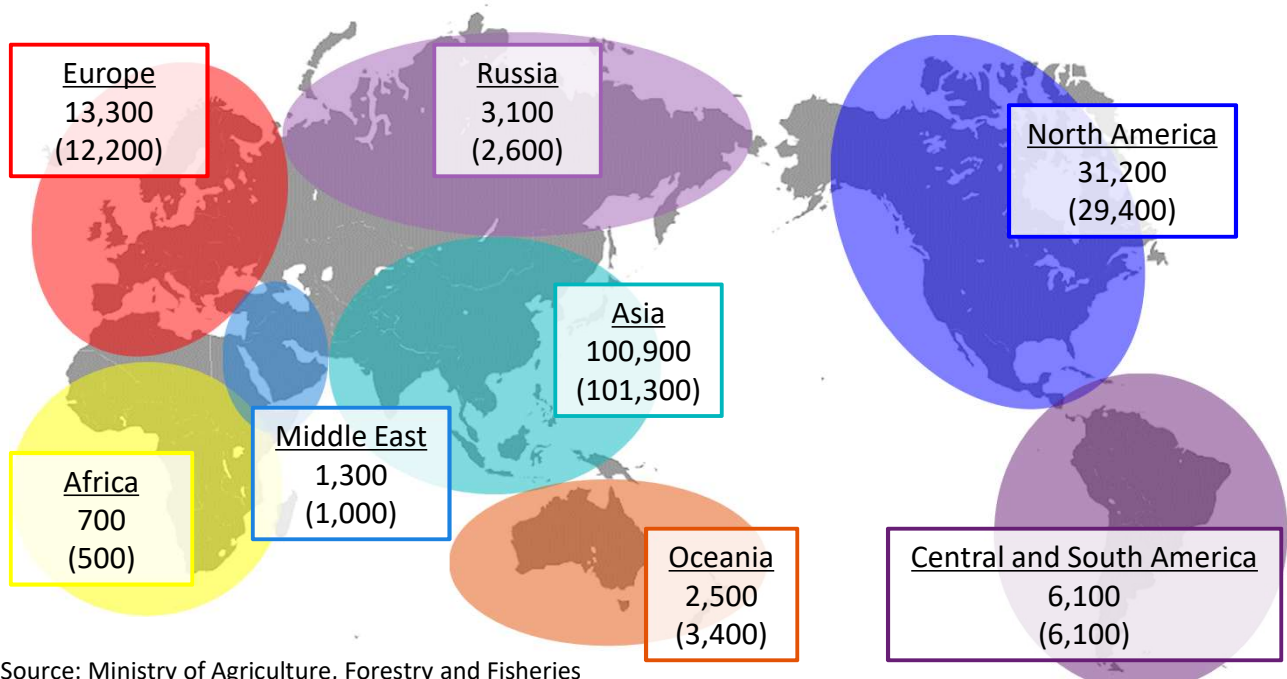 Europe
13,300
(12,200)
Russia
3,100
(2,600)
North America
31,200
(29,400)
Asia
100,900
(101,300)
Middle East
1,300
(1,000)
Africa
700
(500)
Oceania
2,500
(3,400)
Central and South America
6,100
(6,100)
Source: Ministry of Agriculture, Forestry and Fisheries